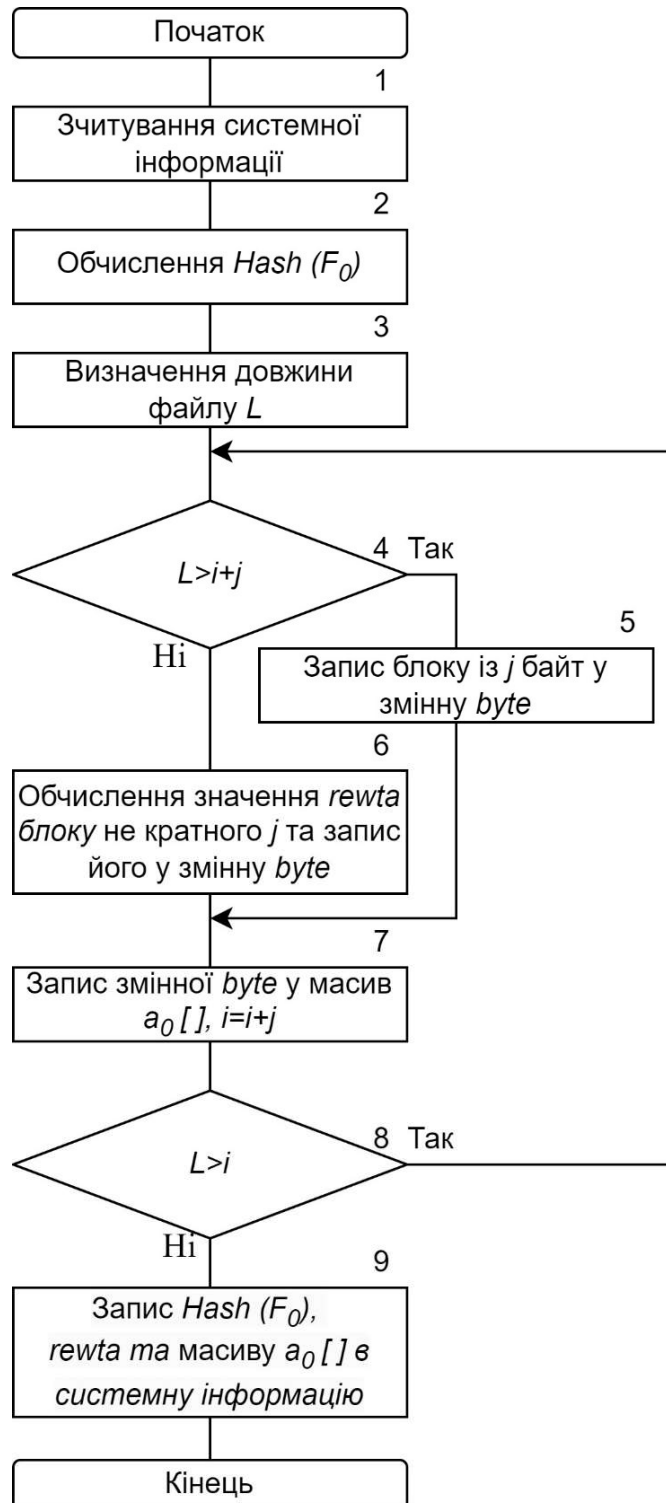 Початок
1
Зчитування системної
інформації
2
Обчислення Hash (F₀)
3
Визначення довжини
файлу L
4 Так
L>i+j
Ні
5
Запис блоку із j байт у
змінну byte
6
Обчислення значення rewta
блоку не кратного j та запис
його у змінну byte
7
Запис змінної byte у масив
a₀ [ ], i=i+j
8 Так
L>i
Ні
9
Запис Hash (F₀),
rewta та масиву a₀ [ ] в
системну інформацію
Кінець